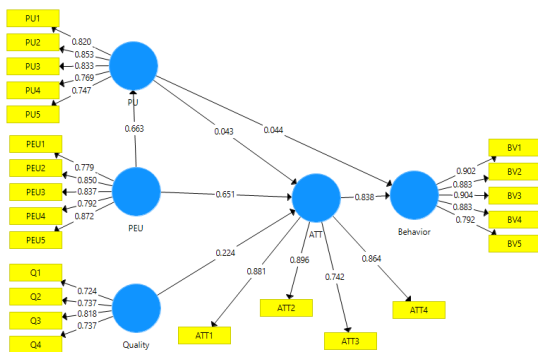 PU1
PU2
PU3
PU4
PU5
0.820
0.853
0.833
0.769
0.747
PU
0.663
0.043
0.044
PEU1
PEU2
PEU3
PEU4
PEU5
0.779
0.850
0.837
0.792
0.872
PEU
0.651
ATT
0.838
Behavior
0.902
0.883
0.904
0.883
0.792
BV1
BV2
BV3
BV4
BV5
Q1
Q2
Q3
Q4
0.724
0.737
0.818
0.737
Quality
0.224
0.881
0.896
0.742
0.864
ATT1
ATT2
ATT3
ATT4